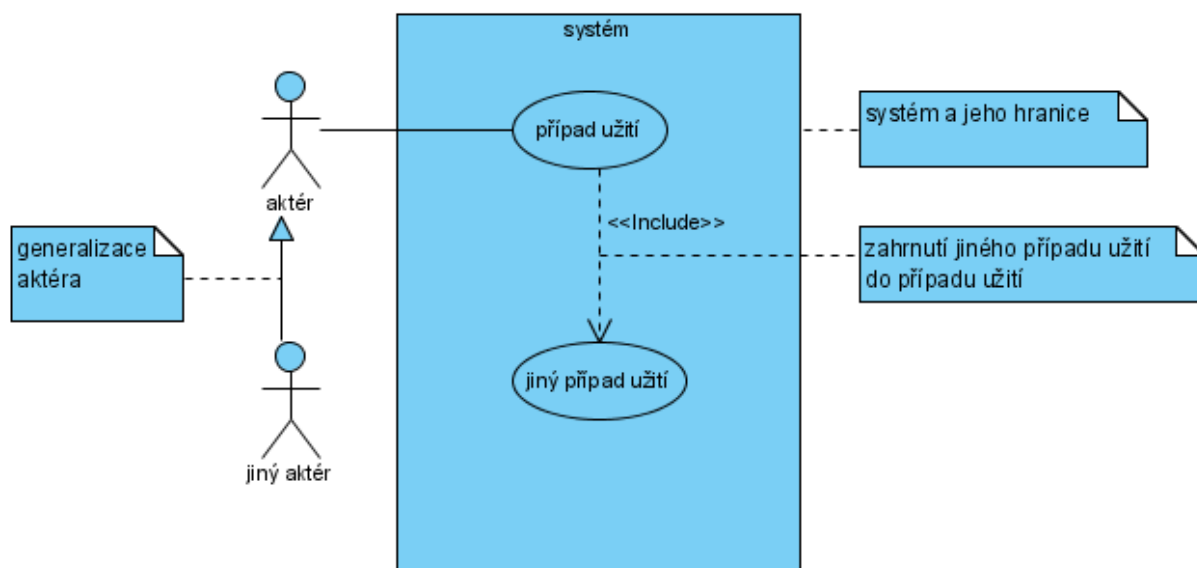 systém
případ užití
systém a jeho hranice
aktér
<<Include>>
generalizace
aktéra
zahrnutí jiného případu užití
do případu užití
jiný případ užití
jiný aktér